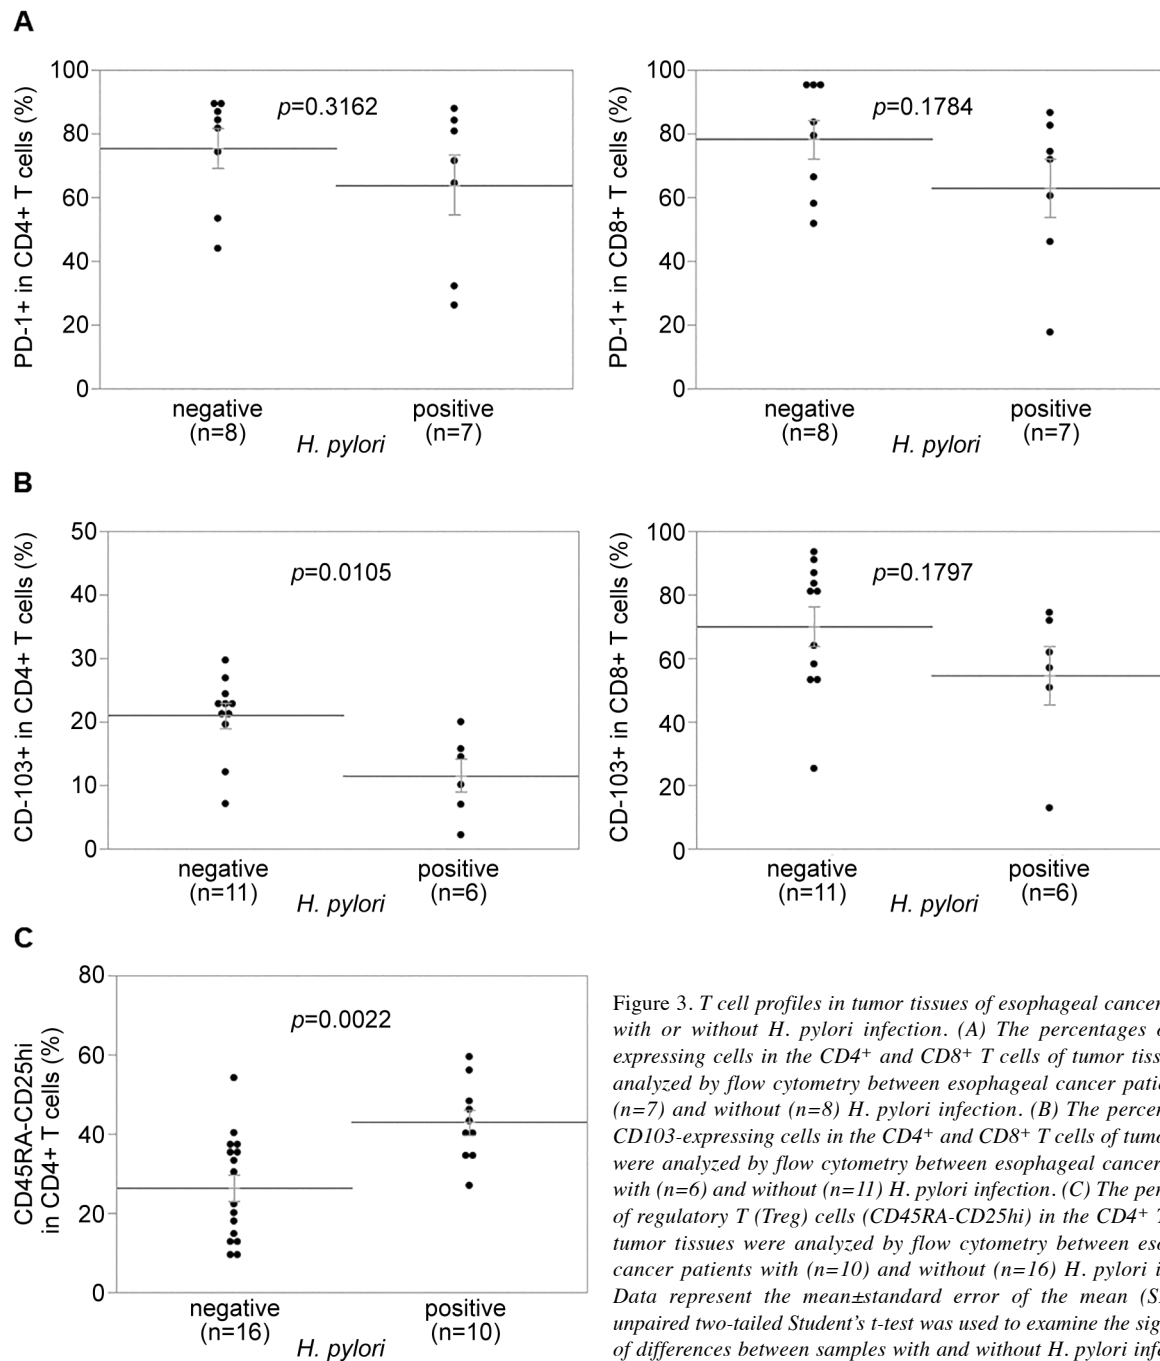 A
PD-1+ in CD4+ T cells (%)
100
80
60
40
20
0
p=0.3162
negative
(n=8)
positive
(n=7)
H. pylori
PD-1+ in CD8+ T cells (%)
100
80
60
40
20
0
p=0.1784
negative
(n=8)
positive
(n=7)
H. pylori
B
CD-103+ in CD4+ T cells (%)
50
40
30
20
10
0
p=0.0105
negative
(n=11)
positive
(n=6)
H. pylori
CD-103+ in CD8+ T cells (%)
100
80
60
40
20
0
p=0.1797
negative
(n=11)
positive
(n=6)
H. pylori
C
CD45RA-CD25hi
in CD4+ T cells (%)
80
60
40
20
0
p=0.0022
negative
(n=16)
positive
(n=10)
H. pylori
Figure 3. T cell profiles in tumor tissues of esophageal cancer
with or without H. pylori infection. (A) The percentages
expressing cells in the CD4+ and CD8+ T cells of tumor
analyzed by flow cytometry between esophageal cancer
(n=7) and without (n=8) H. pylori infection. (B) The
CD103-expressing cells in the CD4+ and CD8+ T cells of
were analyzed by flow cytometry between esophageal cancer
with (n=6) and without (n=11) H. pylori infection. (C) The
of regulatory T (Treg) cells (CD45RA-CD25hi) in the CD4+
tumor tissues were analyzed by flow cytometry between
cancer patients with (n=10) and without (n=16) H. pylori
Data represent the mean±standard error of the mean
unpaired two-tailed Student's t-test was used to examine the
of differences between samples with and without H. pylori